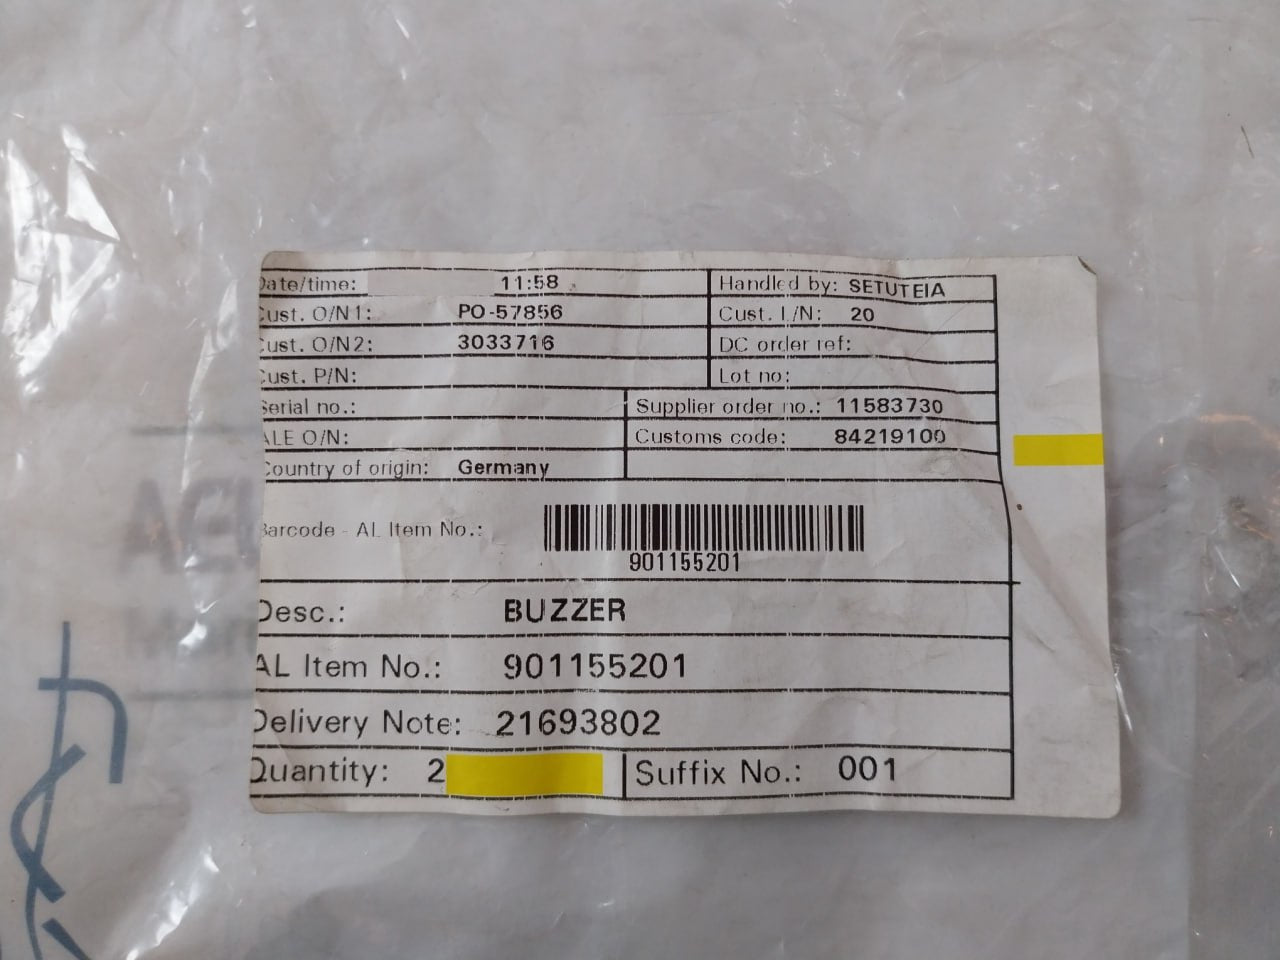 Date/time: 11:58 Handled by: SETUTEIA
Cust. O/N1: PO-57856 Cust. L/N: 20
Cust. O/N2: 3033716 DC order ref:
Cust. P/N: Lot no:
Serial no.: Supplier order no.: 11583730
ALE O/N: Customs code: 84219100
Country of origin: Germany
Barcode - AL Item No.:
901155201
Desc.: BUZZER
AL Item No.: 901155201
Delivery Note: 21693802
Quantity: 2 Suffix No.: 001